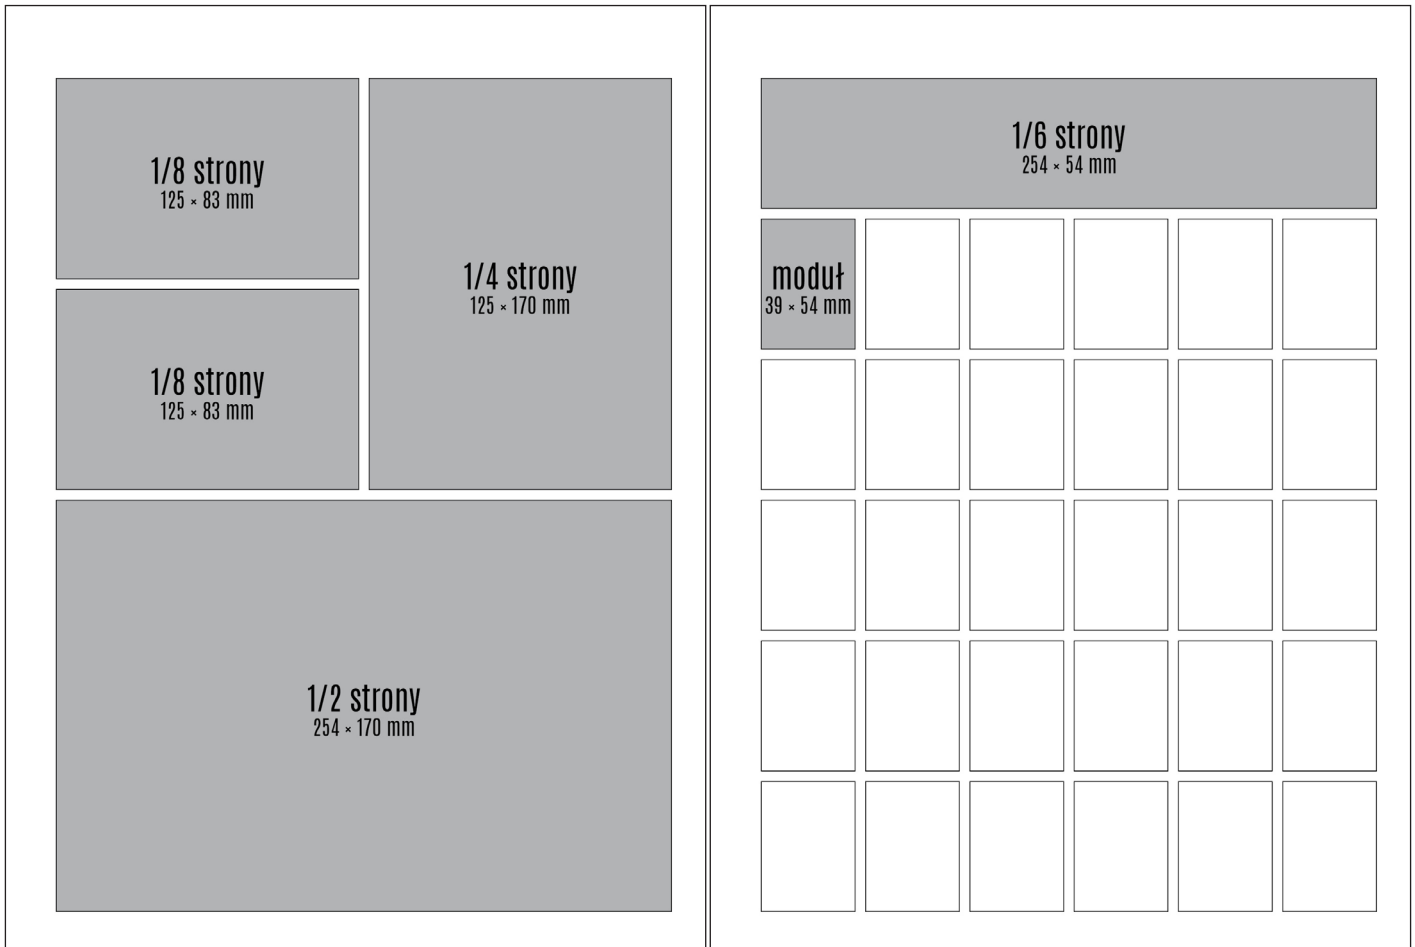 1/8 strony
125 × 83 mm
1/4 strony
125 × 170 mm
1/8 strony
125 × 83 mm
1/2 strony
254 × 170 mm
1/6 strony
254 × 54 mm
moduł
39 × 54 mm